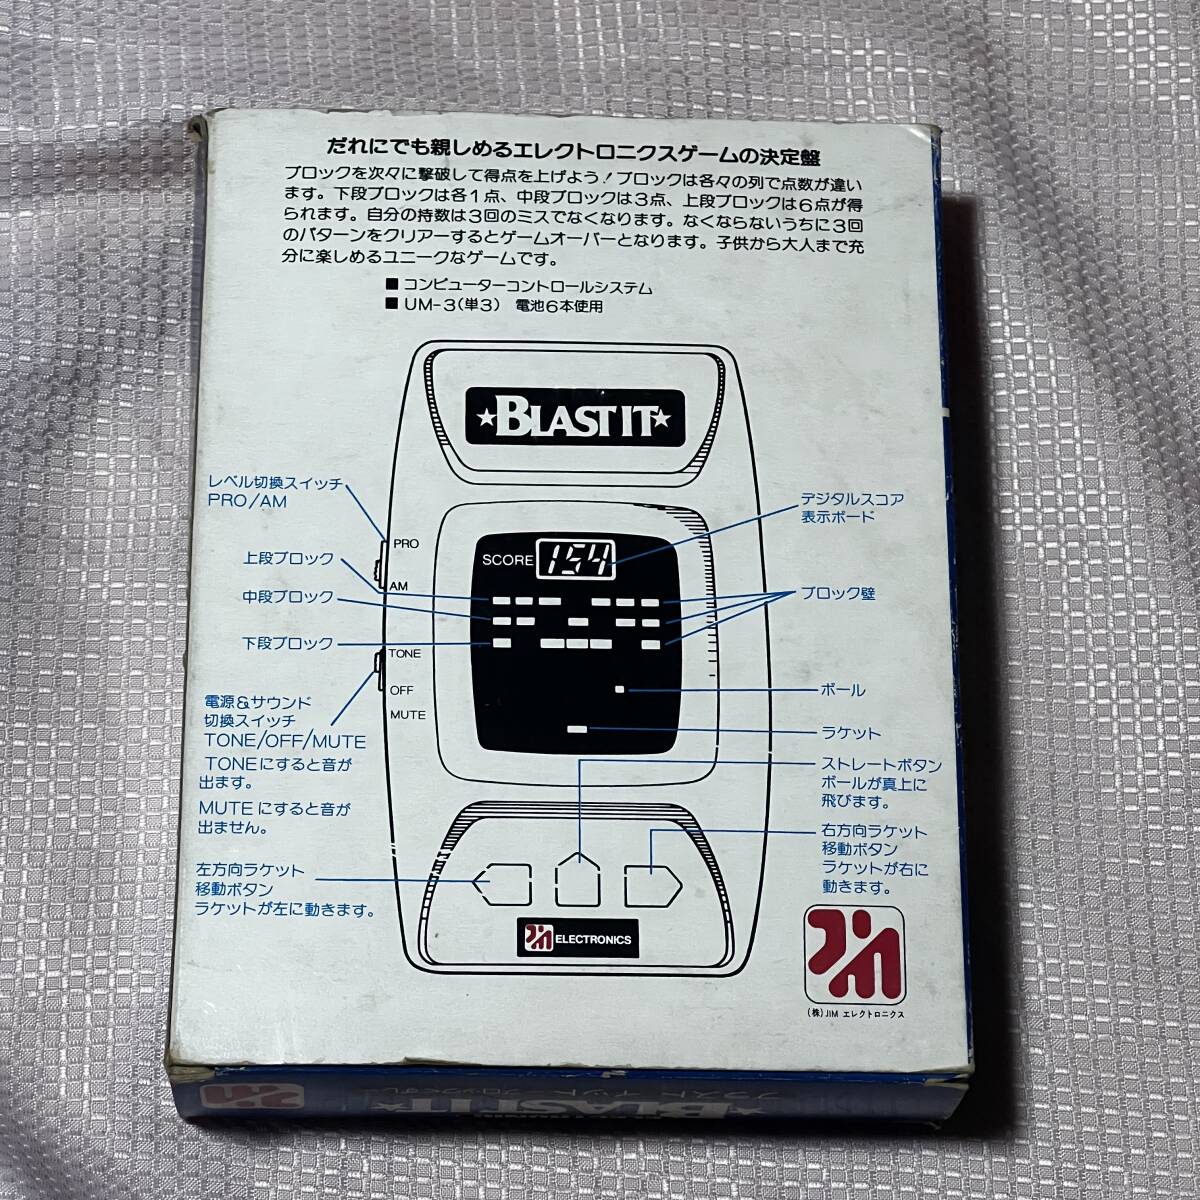 だれにでも親しめるエレクトロニクスゲームの決定盤
ブロックを次々に撃破して得点を上げよう！ブロックは各々の列で点数が違い
ます。下段ブロックは各1点、中段ブロックは3点、上段ブロックは6点が得
られます。自分の持数は3回のミスでなくなります。なくならないうちに3回
のパターンをクリアーするとゲームオーバーとなります。子供から大人まで充
分に楽しめるユニークなゲームです。
■ コンピューターコントロールシステム
■ UM-3(単3) 電池6本使用
★BLAST IT★
レベル切換スイッチ
PRO/AM
上段ブロック
中段ブロック
下段ブロック
電源&サウンド
切換スイッチ
TONE/OFF/MUTE
TONEにすると音が
出ます。
MUTEにすると音が
出ません。
左方向ラケット
移動ボタン
ラケットが左に動きます。
PRO
AM
TONE
OFF
MUTE
SCORE 154
デジタルスコア
表示ボード
ブロック壁
ボール
ラケット
ストレートボタン
ボールが真上に
飛びます。
右方向ラケット
移動ボタン
ラケットが右に
動きます。
JIM ELECTRONICS
JIM
(株)JIM エレクトロニクス
★BLAST IT★
ブラスト イット ブロックくずし